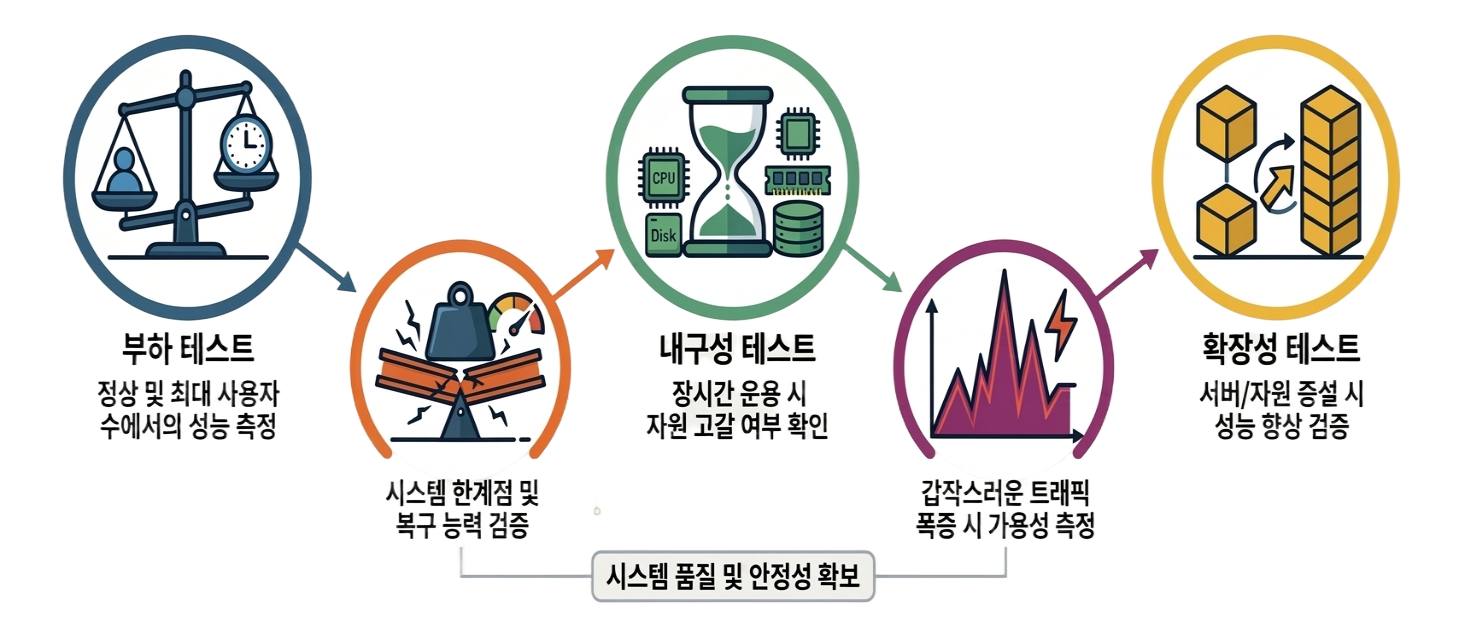 부하 테스트
정상 및 최대 사용자
수에서의 성능 측정
시스템 한계점 및
복구 능력 검증
CPU
Disk
내구성 테스트
장시간 운용 시
자원 고갈 여부 확인
갑작스러운 트래픽
폭증 시 가용성 측정
확장성 테스트
서버/자원 증설 시
성능 향상 검증
시스템 품질 및 안정성 확보